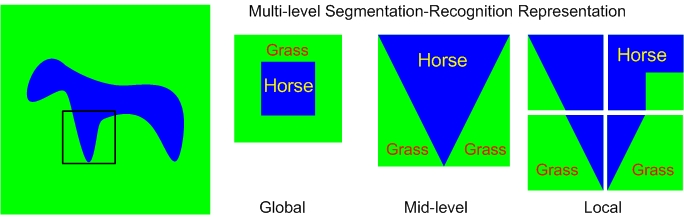 Multi-level Segmentation-Recognition Representation
Grass
Horse
Horse
Grass Grass
Horse
Grass Grass
Global Mid-level Local